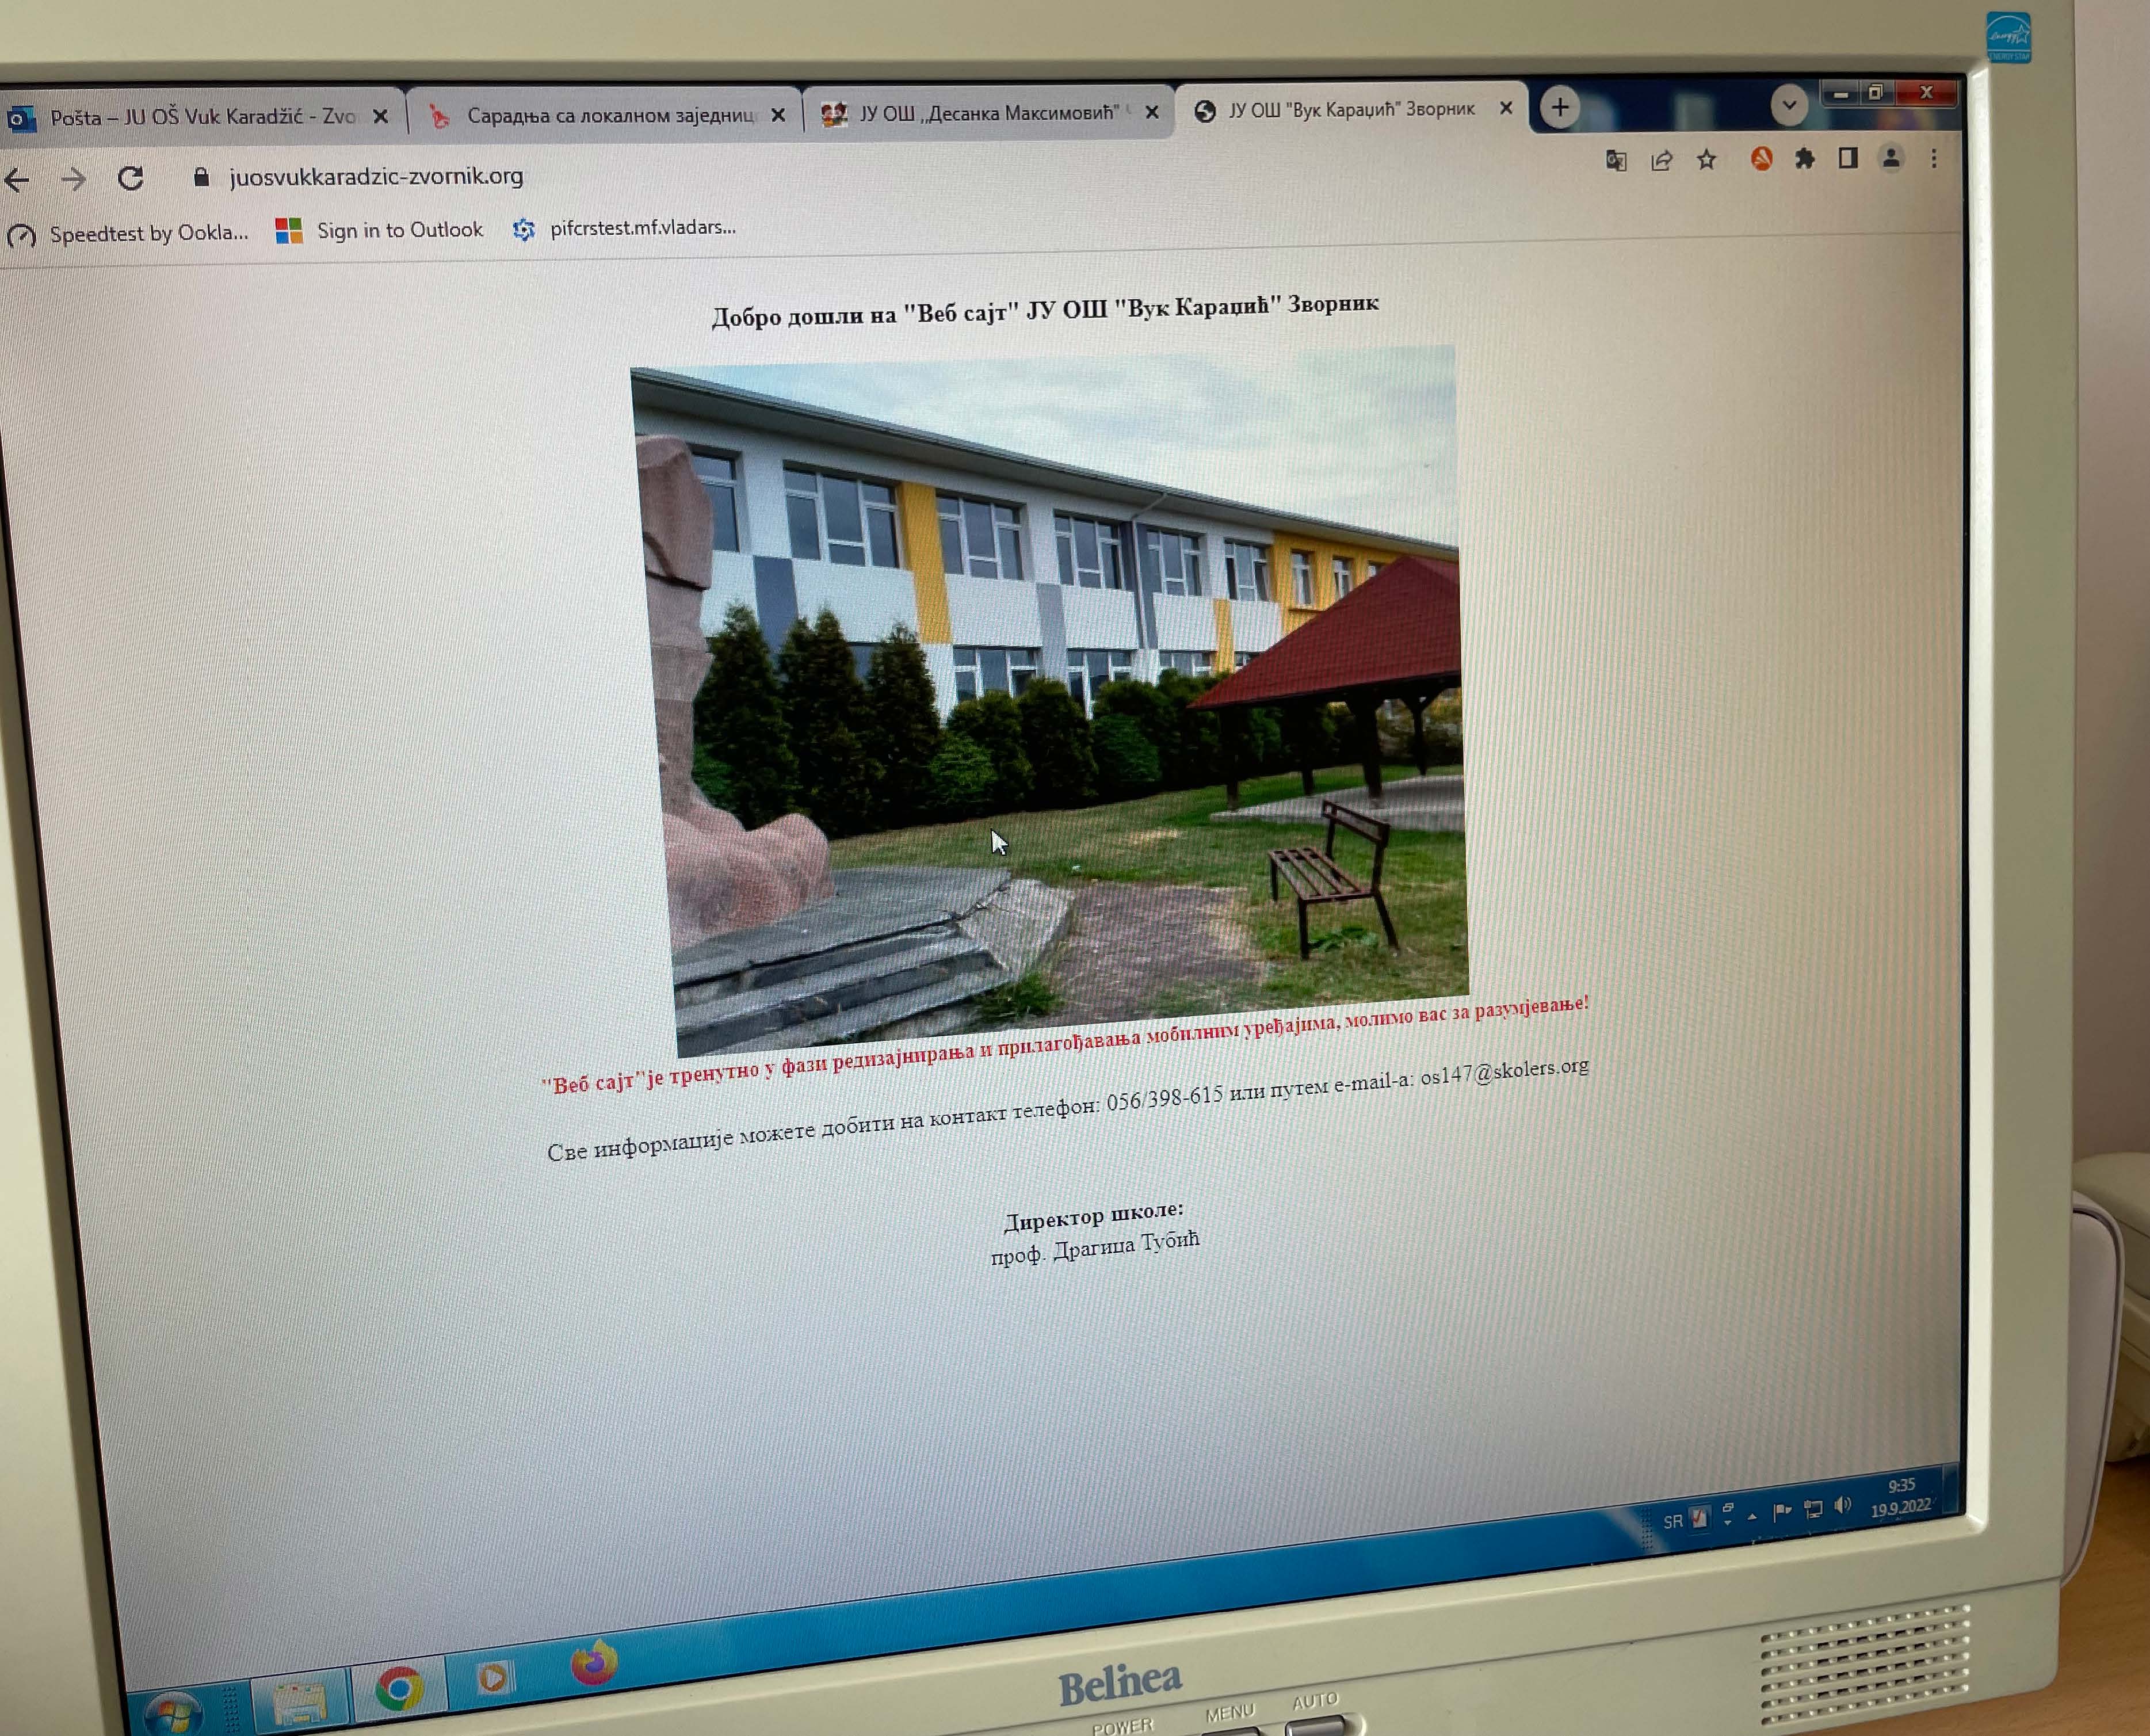 energy
ENERGY STAR
Pošta – JU OŠ Vuk Karadžić - Zvo
Сарадња са локалном заједниц
ЈУ ОШ „Десанка Максимовић"
ЈУ ОШ "Вук Караџић" Зворник
juosvukkaradzic-zvornik.org
Speedtest by Ookla...
Sign in to Outlook
pifcrstest.mf.vladars...
Добро дошли на "Веб сајт" ЈУ ОШ "Вук Караџић" Зворник
"Веб сајт"је тренутно у фази редизајнирања и прилагођавања мобилним уређајима, молимо вас за разумјевање!
Све информације можете добити на контакт телефон: 056/398-615 или путем e-mail-a: os147@skolers.org
Директор школе:
проф. Драгица Тубић
SR
9:35
19.9.2022
Belinea
POWER
MENU
AUTO